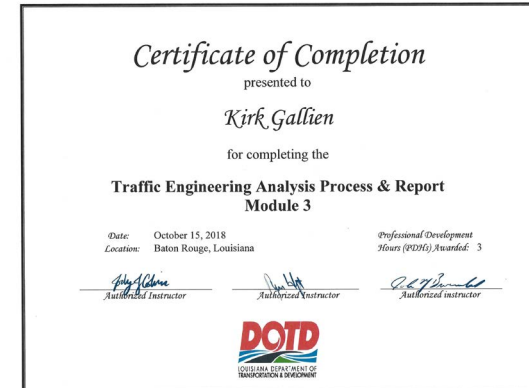 Certificate of Completion
presented to
Kirk Gallien
for completing the
Traffic Engineering Analysis Process & Report
Module 3
Date: October 15, 2018
Location: Baton Rouge, Louisiana
Professional Development
Hours (PDHs) Awarded: 3
Authorized Instructor
Authorized Instructor
Authorized instructor
DOTD
LOUISIANA DEPARTMENT OF
TRANSPORTATION & DEVELOPMENT